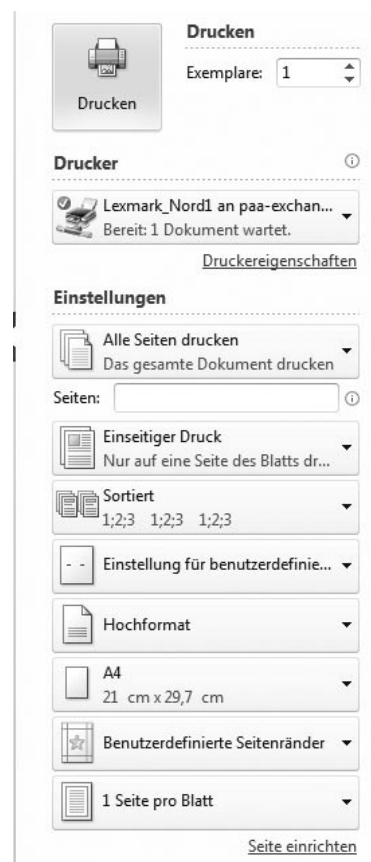 Drucken
Exemplare: 1
Drucken
Drucker
Lexmark_Nord1 an paa-exchan...
Bereit: 1 Dokument wartet.
Druckereigenschaften
Einstellungen
Alle Seiten drucken
Das gesamte Dokument drucken
Seiten:
Einseitiger Druck
Nur auf eine Seite des Blatts dr...
Sortiert
1;2;3 1;2;3 1;2;3
Einstellung für benutzerdefinie...
Hochformat
A4
21 cm x 29,7 cm
Benutzerdefinierte Seitenränder
1 Seite pro Blatt
Seite einrichten